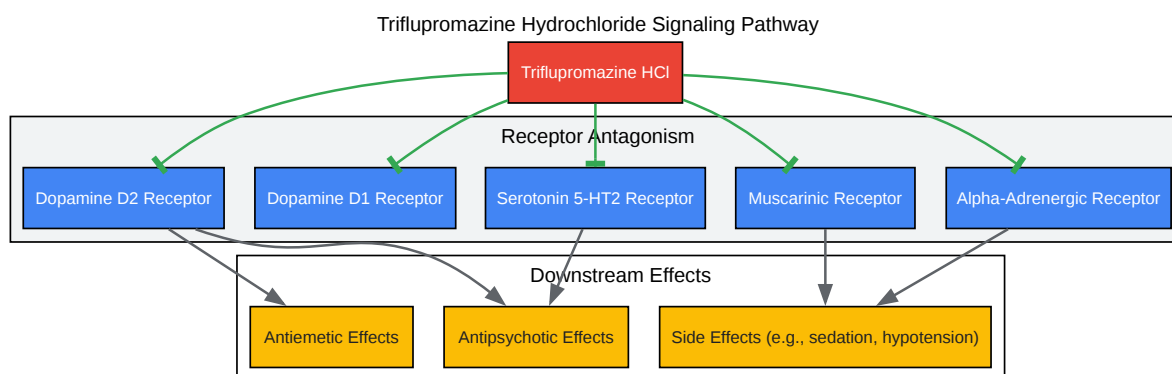 Triflupromazine Hydrochloride Signaling Pathway
Triflupromazine HCl
Receptor Antagonism
Dopamine D2 Receptor
Dopamine D1 Receptor
Serotonin 5-HT2 Receptor
Muscarinic Receptor
Alpha-Adrenergic Receptor
Downstream Effects
Antiemetic Effects
Antipsychotic Effects
Side Effects (e.g., sedation, hypotension)